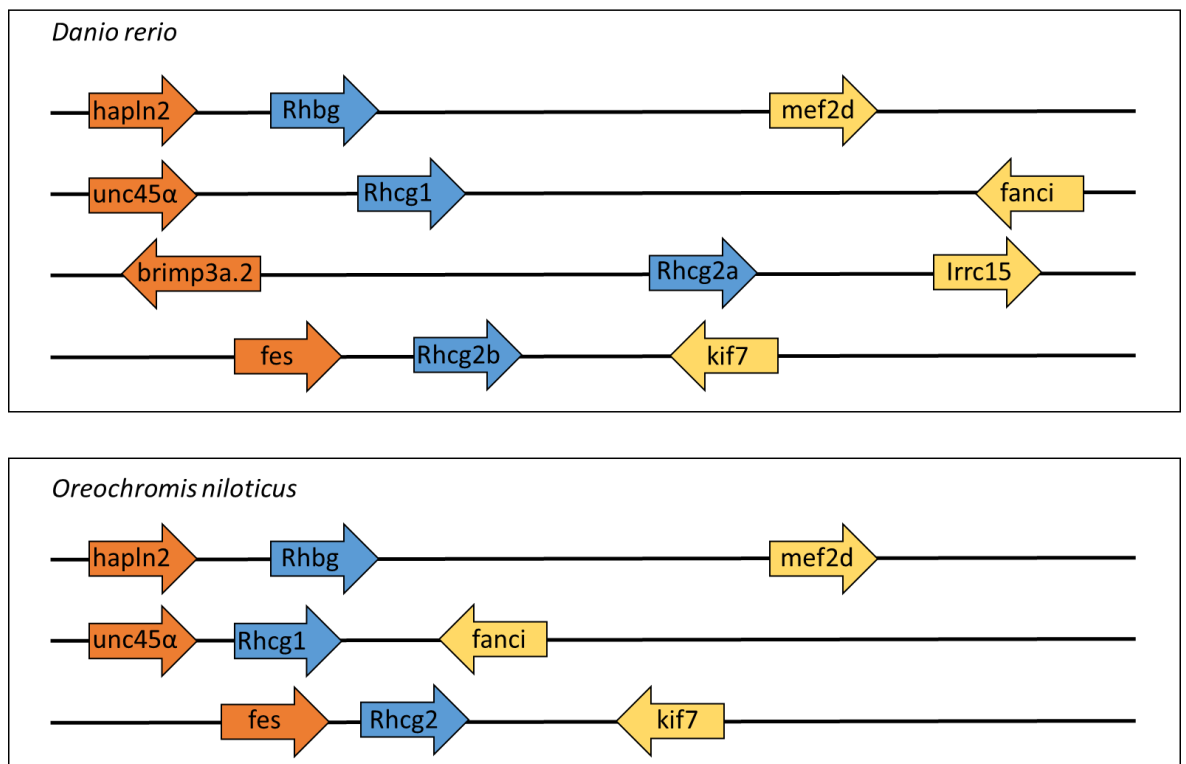 Danio rerio
hapln2 Rhbg mef2d
unc45α Rhcg1 fanci
brimp3a.2 Rhcg2a Irrc15
fes Rhcg2b kif7
Oreochromis niloticus
hapln2 Rhbg mef2d
unc45α Rhcg1 fanci
fes Rhcg2 kif7